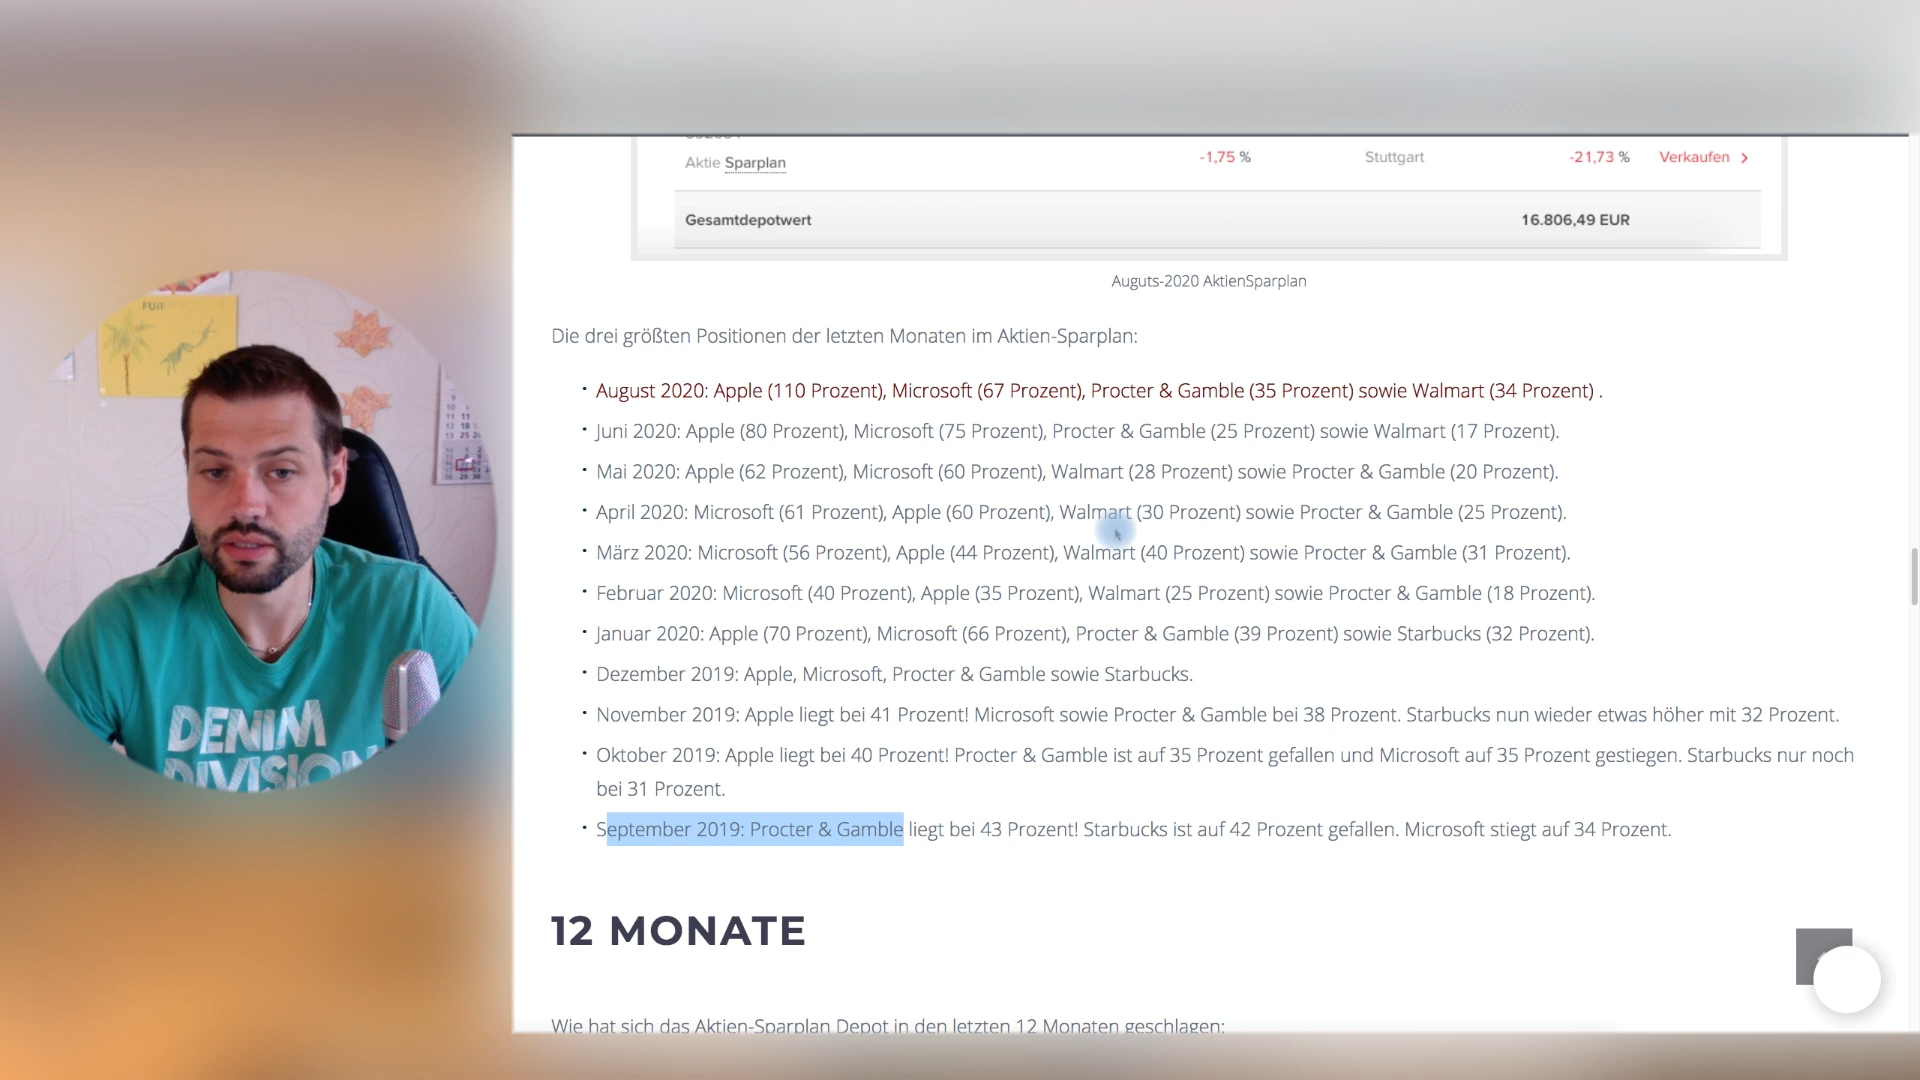 Aktie Sparplan -1,75 % Stuttgart -21,73 % Verkaufen
Gesamtdepotwert 16.806,49 EUR
Auguts-2020 AktienSparplan
Die drei größten Positionen der letzten Monaten im Aktien-Sparplan:
August 2020: Apple (110 Prozent), Microsoft (67 Prozent), Procter & Gamble (35 Prozent) sowie Walmart (34 Prozent) .
Juni 2020: Apple (80 Prozent), Microsoft (75 Prozent), Procter & Gamble (25 Prozent) sowie Walmart (17 Prozent).
Mai 2020: Apple (62 Prozent), Microsoft (60 Prozent), Walmart (28 Prozent) sowie Procter & Gamble (20 Prozent).
April 2020: Microsoft (61 Prozent), Apple (60 Prozent), Walmart (30 Prozent) sowie Procter & Gamble (25 Prozent).
März 2020: Microsoft (56 Prozent), Apple (44 Prozent), Walmart (40 Prozent) sowie Procter & Gamble (31 Prozent).
Februar 2020: Microsoft (40 Prozent), Apple (35 Prozent), Walmart (25 Prozent) sowie Procter & Gamble (18 Prozent).
Januar 2020: Apple (70 Prozent), Microsoft (66 Prozent), Procter & Gamble (39 Prozent) sowie Starbucks (32 Prozent).
Dezember 2019: Apple, Microsoft, Procter & Gamble sowie Starbucks.
November 2019: Apple liegt bei 41 Prozent! Microsoft sowie Procter & Gamble bei 38 Prozent. Starbucks nun wieder etwas höher mit 32 Prozent.
Oktober 2019: Apple liegt bei 40 Prozent! Procter & Gamble ist auf 35 Prozent gefallen und Microsoft auf 35 Prozent gestiegen. Starbucks nur noch
bei 31 Prozent.
September 2019: Procter & Gamble liegt bei 43 Prozent! Starbucks ist auf 42 Prozent gefallen. Microsoft stiegt auf 34 Prozent.
12 MONATE
Wie hat sich das Aktien-Sparplan Depot in den letzten 12 Monaten geschlagen:
DENIM
DIVISION